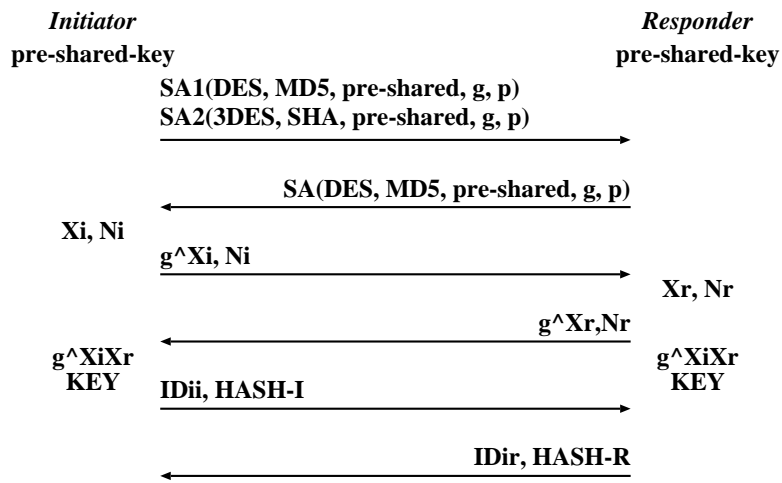 Initiator
Responder
pre-shared-key
pre-shared-key
SA1(DES, MD5, pre-shared, g, p)
SA2(3DES, SHA, pre-shared, g, p)
SA(DES, MD5, pre-shared, g, p)
Xi, Ni
g^Xi, Ni
Xr, Nr
g^Xr,Nr
g^XiXr
KEY
g^XiXr
KEY
IDii, HASH-I
IDir, HASH-R